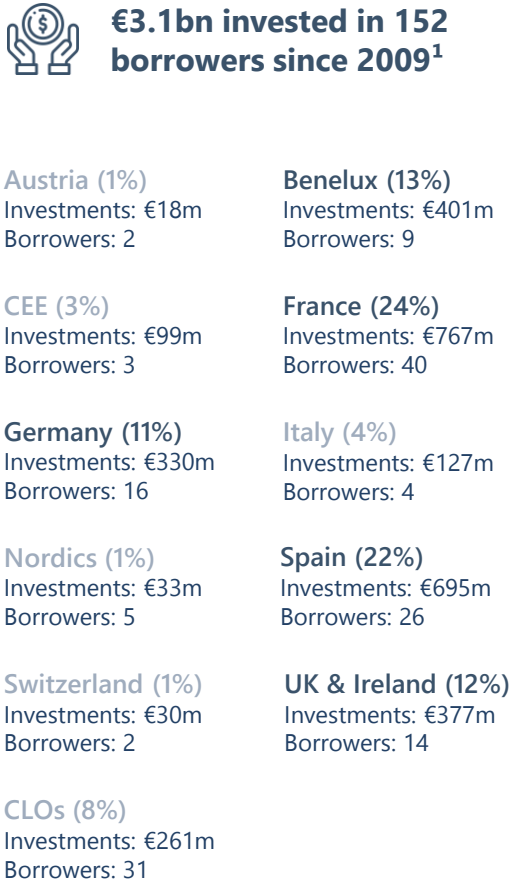 €3.1bn invested in 152
borrowers since 2009¹
Austria (1%)
Investments: €18m
Borrowers: 2
Benelux (13%)
Investments: €401m
Borrowers: 9
CEE (3%)
Investments: €99m
Borrowers: 3
France (24%)
Investments: €767m
Borrowers: 40
Germany (11%)
Investments: €330m
Borrowers: 16
Italy (4%)
Investments: €127m
Borrowers: 4
Nordics (1%)
Investments: €33m
Borrowers: 5
Spain (22%)
Investments: €695m
Borrowers: 26
Switzerland (1%)
Investments: €30m
Borrowers: 2
UK & Ireland (12%)
Investments: €377m
Borrowers: 14
CLOs (8%)
Investments: €261m
Borrowers: 31